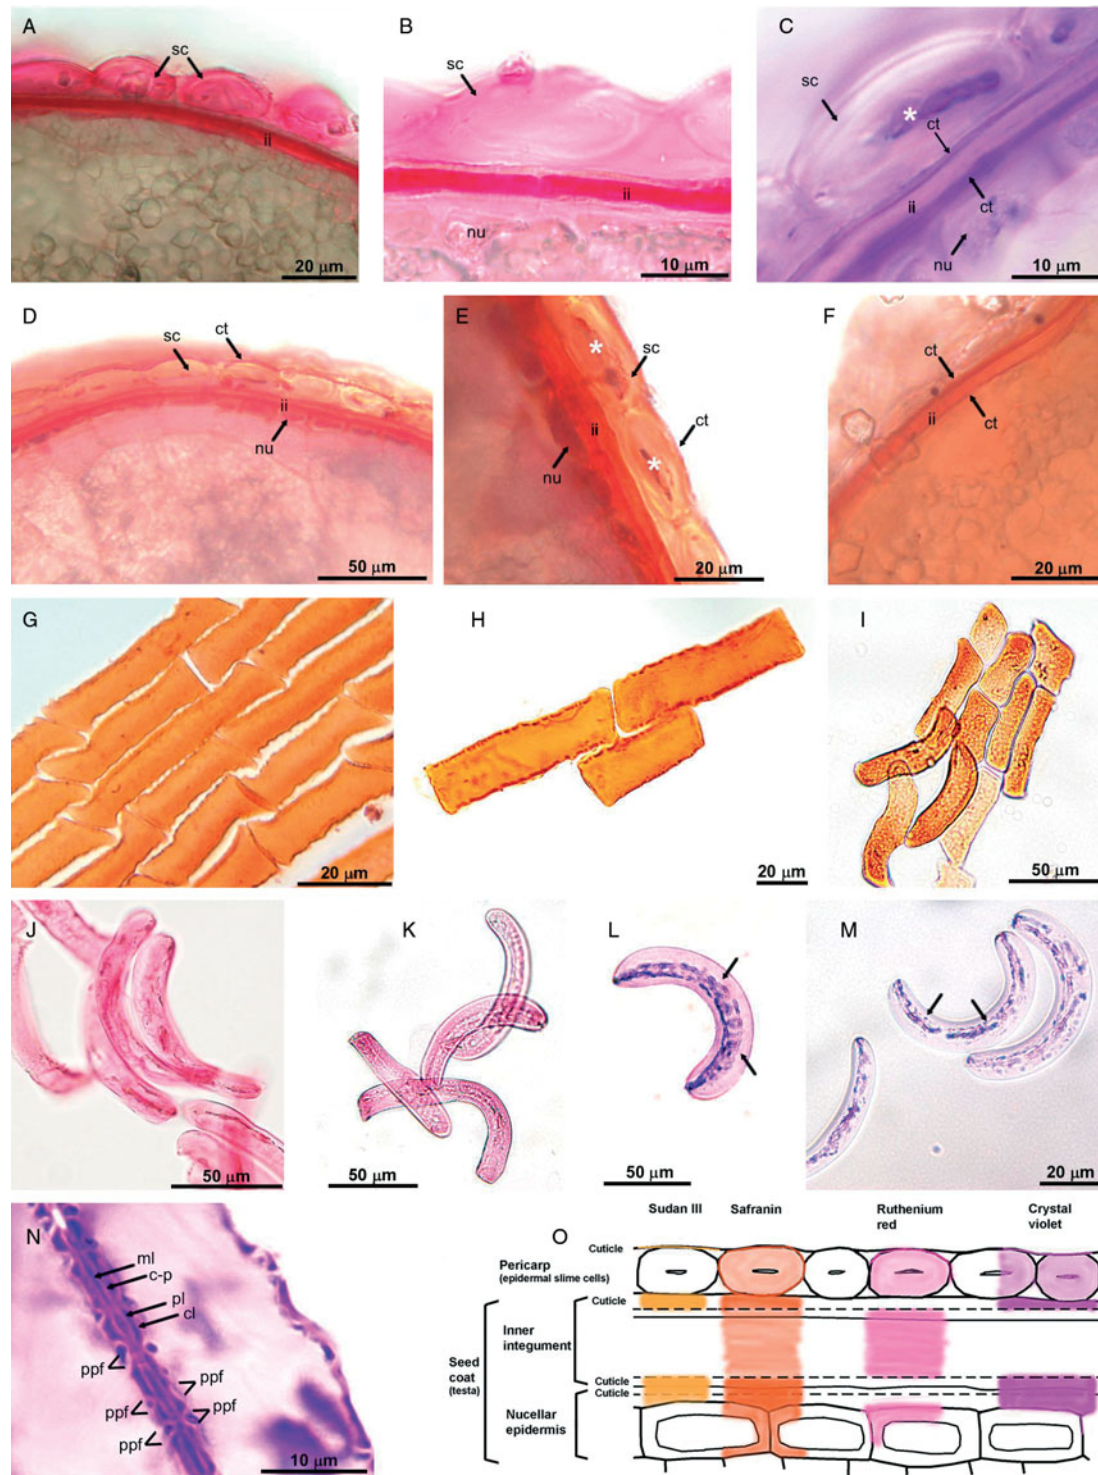 A
sc
ii
20 μm
B
sc
ii
nu
10 μm
C
sc
*
ct
ii
ct
nu
10 μm
D
sc
ct
ii
nu
50 μm
E
*
sc
ii
ct
nu
*
20 μm
F
ct
ii
ct
20 μm
G
20 μm
H
20 μm
I
50 μm
J
50 μm
K
50 μm
L
50 μm
M
20 μm
N
ml
c-p
pl
cl
ppf
ppf
ppf
ppf
ppf
10 μm
O
Sudan III Safranin Ruthenium red Crystal violet
Cuticle
Pericarp
(epidermal slime cells)
Cuticle
Inner
integument
Seed
coat
(testa)
Cuticle
Cuticle
Nucellar
epidermis